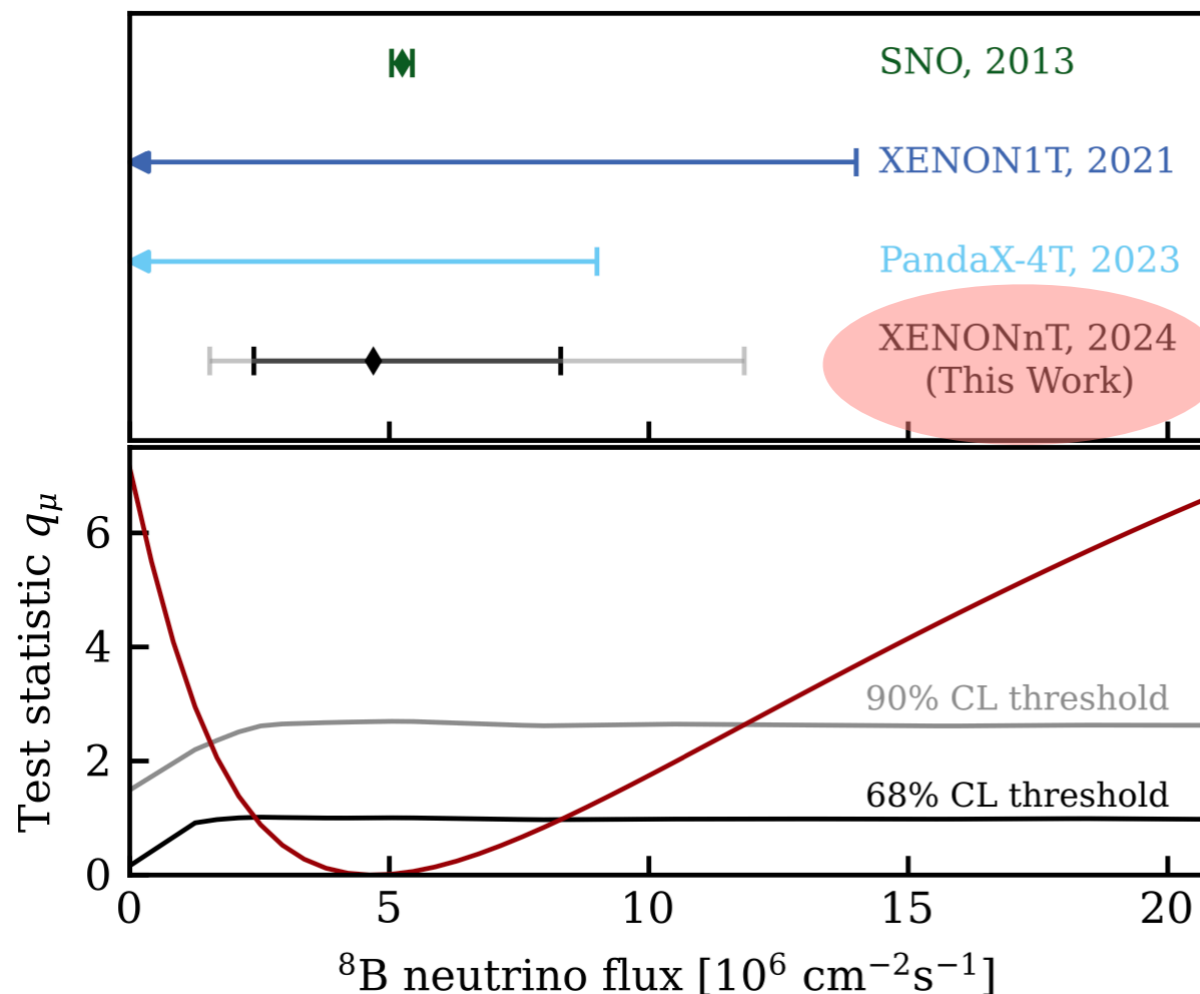 SNO, 2013
XENON1T, 2021
PandaX-4T, 2023
XENONnT, 2024
(This Work)
Test statistic qμ
6
4
2
0
90% CL threshold
68% CL threshold
0 5 10 15 20
⁸B neutrino flux [10⁶ cm⁻²s⁻¹]